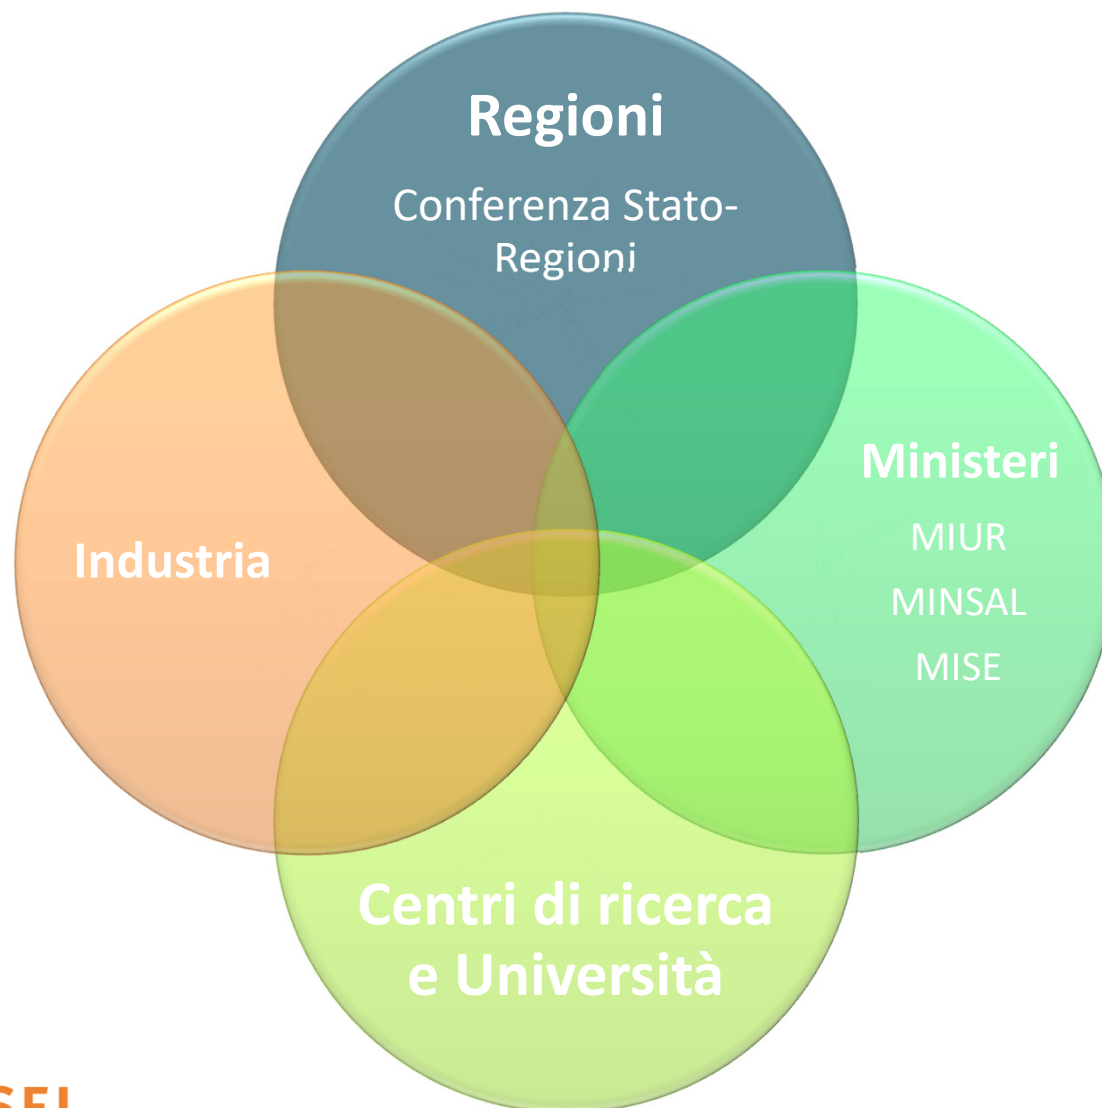 Regioni
Conferenza Stato-
Regioni
Ministeri
MIUR
MINSAL
MISE
Industria
Centri di ricerca
e Università